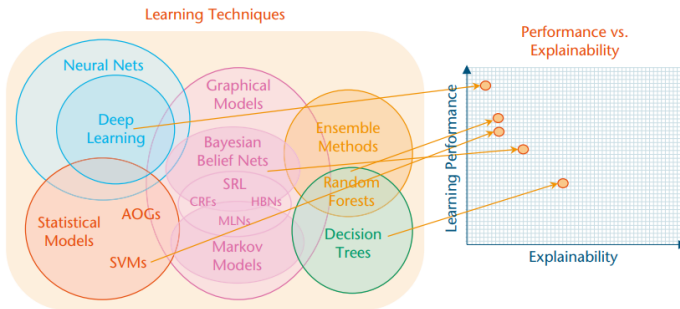 Learning Techniques
Neural Nets
Deep
Learning
Graphical
Models
Bayesian
Belief Nets
SRL
CRFs HBNs
MLNs
Markov
Models
Ensemble
Methods
Random
Forests
Decision
Trees
Statistical
Models
AOGs
SVMs
Performance vs.
Explainability
Learning Performance
Explainability